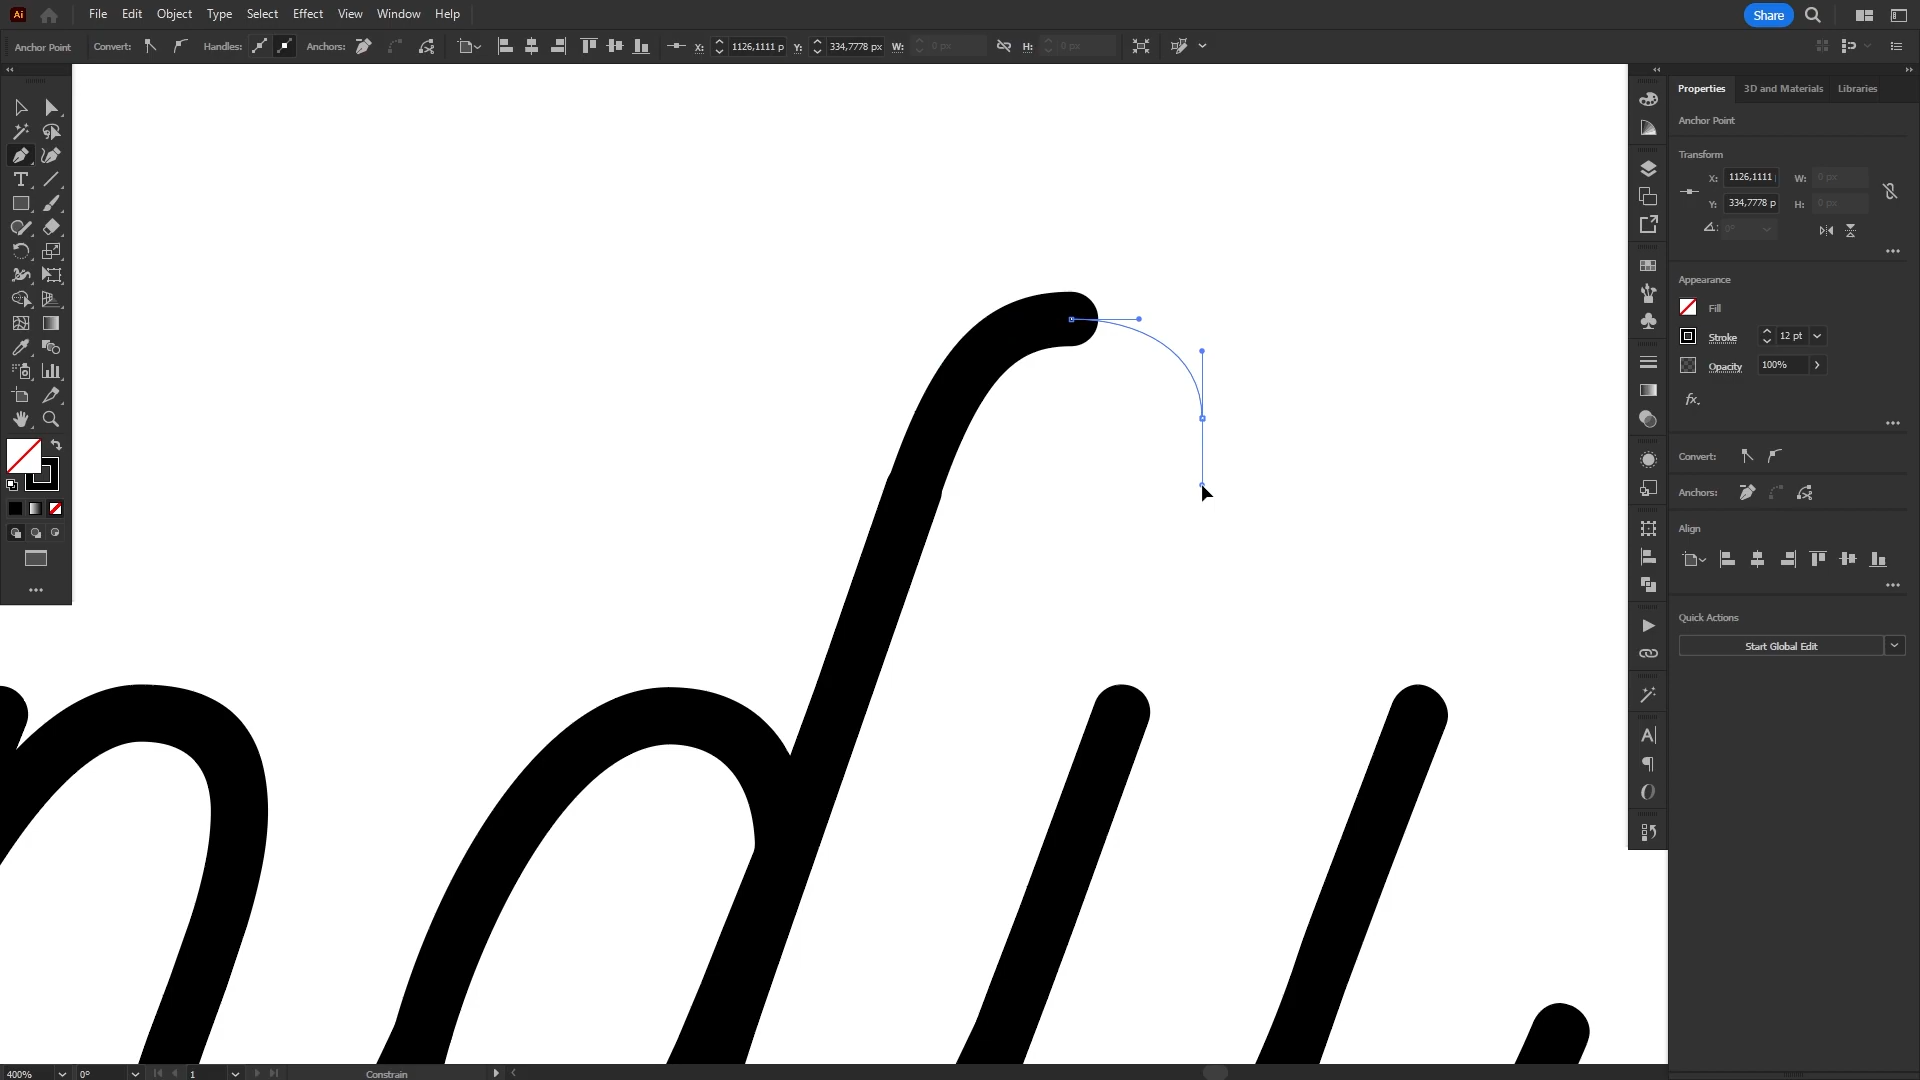 Ai File Edit Object Type Select Effect View Window Help Share
Anchor Point Convert: Handles: Anchors: X: 1126,1111 p Y: 334,7778 px W: 0 px H: 0 px
Properties 3D and Materials Libraries
Anchor Point
Transform
X: 1126,1111 W: 0 px
Y: 334,7778 p H: 0 px
0°
Appearance
Fill
Stroke 12 pt
Opacity 100%
fx.
Convert:
Anchors:
Align
Quick Actions
Start Global Edit
400% 0° 1 Constrain